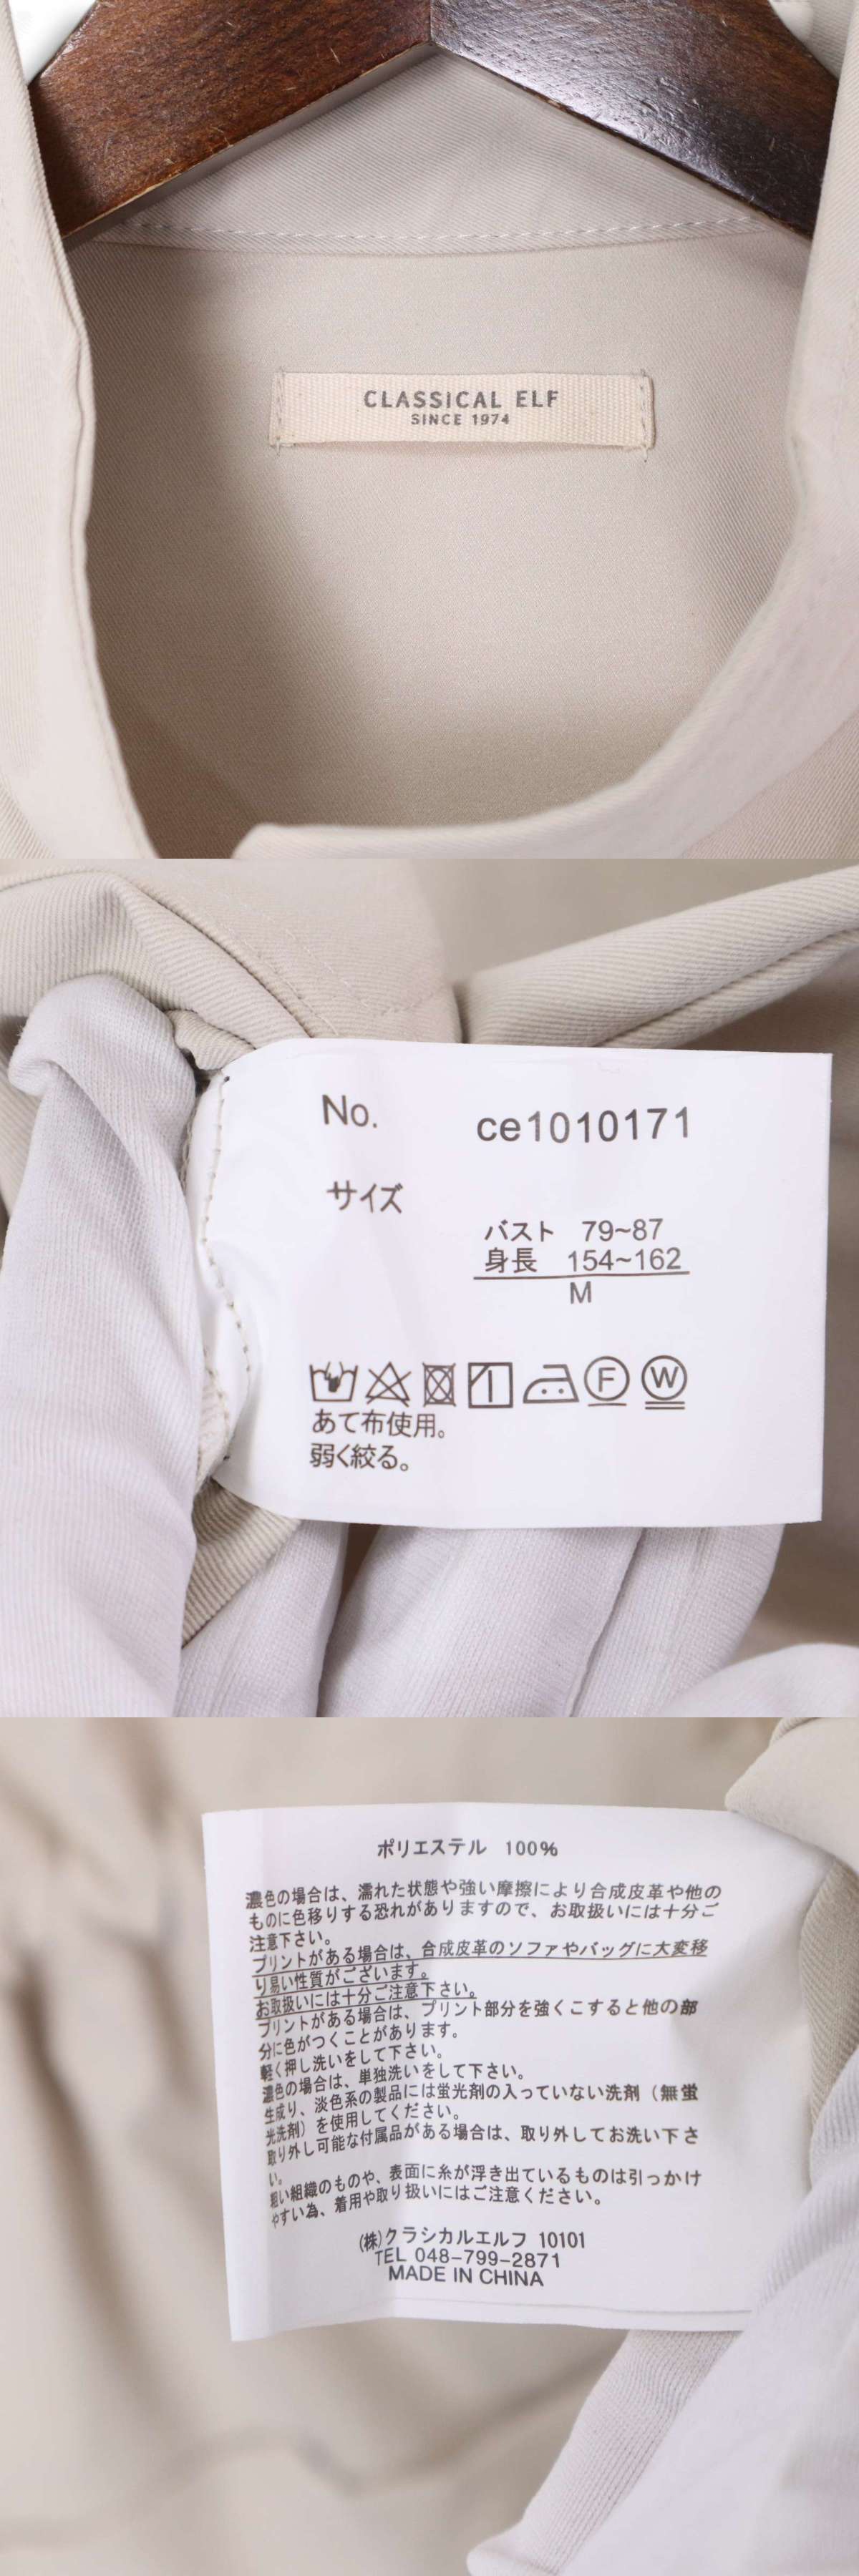 CLASSICAL ELF
SINCE 1974
No. ce1010171
サイズ
バスト 79~87
身長 154~162
M
F W
あて布使用。
弱く絞る。
ポリエステル 100%
濃色の場合は、濡れた状態や強い摩擦により合成皮革や他の
ものに色移りする恐れがありますので、お取扱いには十分ご
注意下さい。
プリントがある場合は、合成皮革のソファやバッグに大変移
り易い性質がございます。
お取扱いには十分ご注意下さい。
プリントがある場合は、プリント部分を強くこすると他の部
分に色がつくことがあります。
軽く押し洗いをして下さい。
濃色の場合は、単独洗いをして下さい。
生成り、淡色系の製品には蛍光剤の入っていない洗剤（無蛍
光洗剤）を使用してください。
取り外し可能な付属品がある場合は、取り外してお洗い下さ
い。
粗い組織のものや、表面に糸が浮き出ているものは引っかけ
やすい為、着用や取り扱いにはご注意ください。
(株)クラシカルエルフ 10101
TEL 048-799-2871
MADE IN CHINA